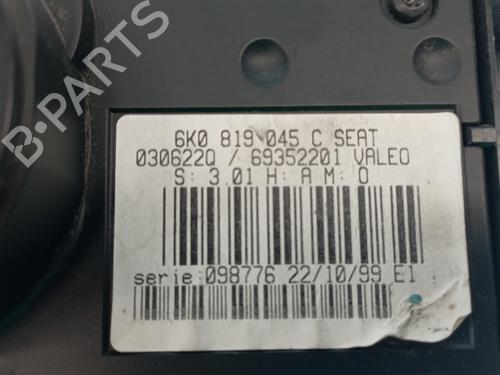 B-PARTS
6K0 819 045 C SEAT
030622Q / 69352201 VALEO
S: 3.01 H: A M: 0
serie:098776 22/10/99 E1